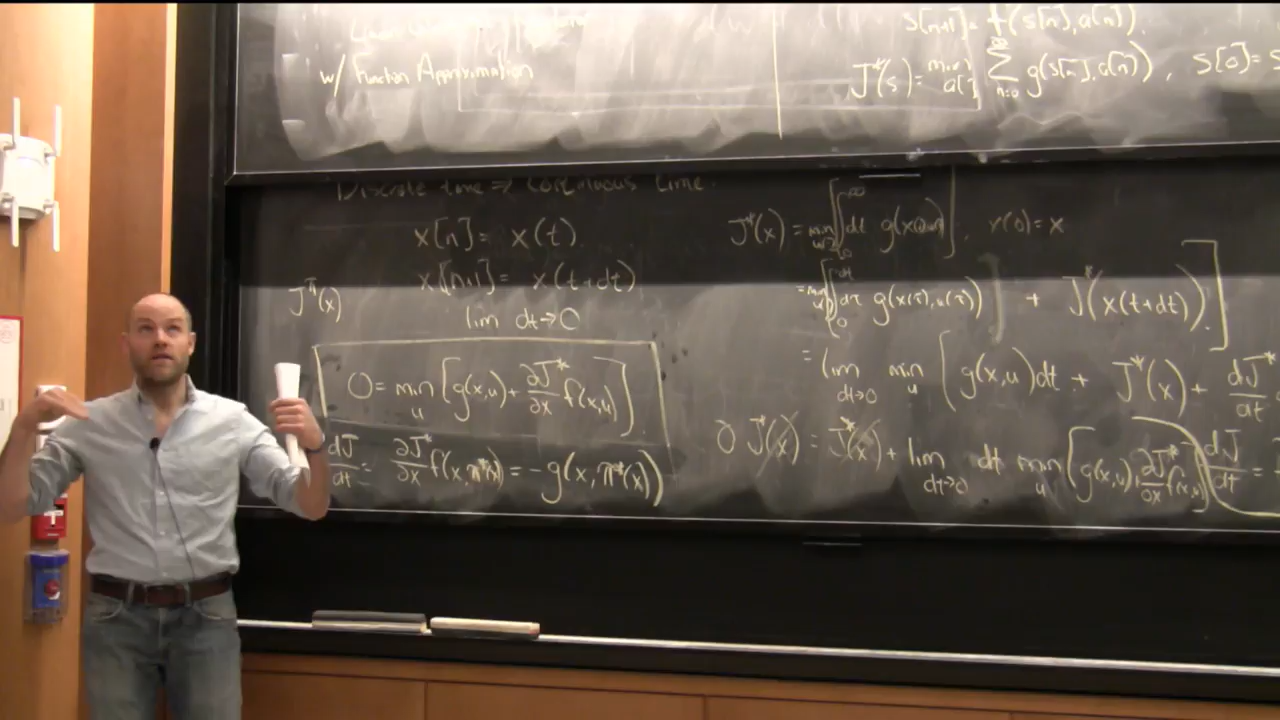 w/ Function Approximation
s[n+1] = f(s[n], a[n])
J*(s) = min a[·] ∑ n=0 ∞ g(s[n], a[n]), s[0] = s
Discrete time ⇒ continuous time.
x[n] = x(t)
x[n+1] = x(t+dt)
J^π(x)
lim dt→0
0 = min u [g(x,u) + ∂J*/∂x f(x,u)]
dJ/dt = ∂J*/∂x f(x, π*(x)) = -g(x, π*(x))
J*(x) = min [∫ 0 ∞ dt g(x )], x(0) = x
= min u [∫ 0 dt dτ g(x(τ), u(τ)) + J*(x(t+dt))]
= lim dt→0 min u [g(x,u)dt + J*(x) + dJ*/dt
0 J*(x) = J*(x) + lim dt→0 dt min u [g(x,u), ∂J*/∂x f(x,u)] dJ/dt =